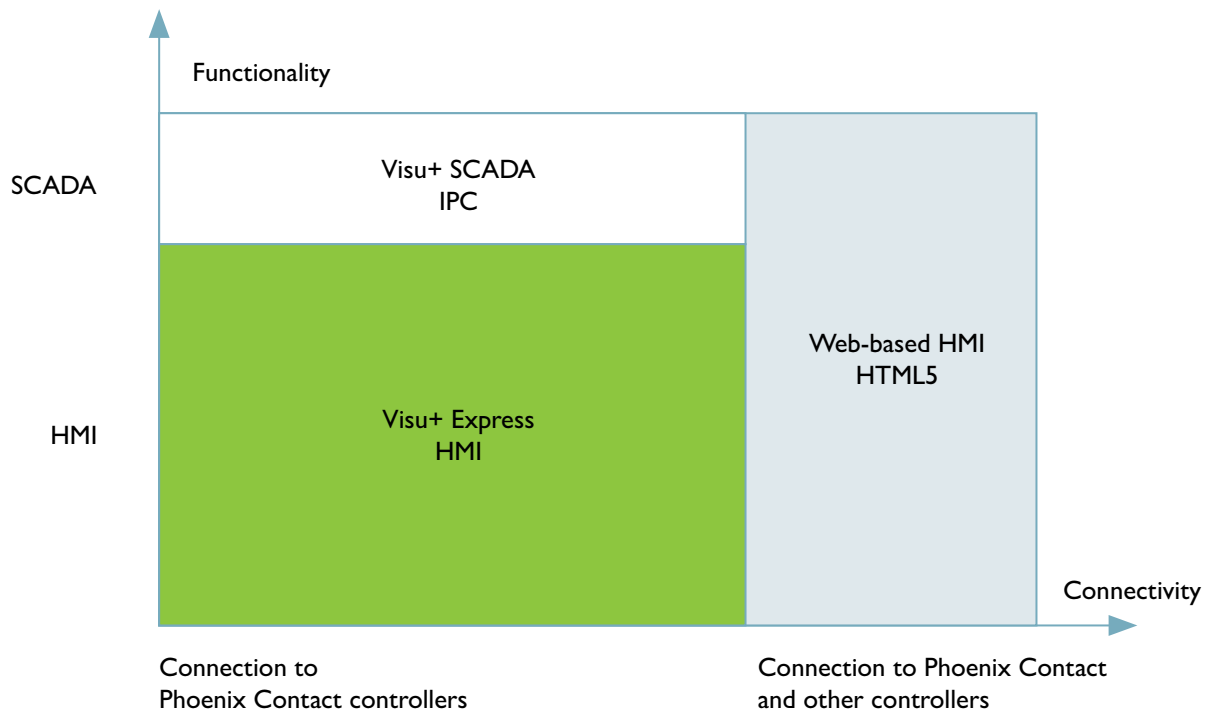 Functionality
SCADA
Visu+ SCADA
IPC
Web-based HMI
HTML5
HMI
Visu+ Express
HMI
Connectivity
Connection to
Phoenix Contact controllers
Connection to Phoenix Contact
and other controllers